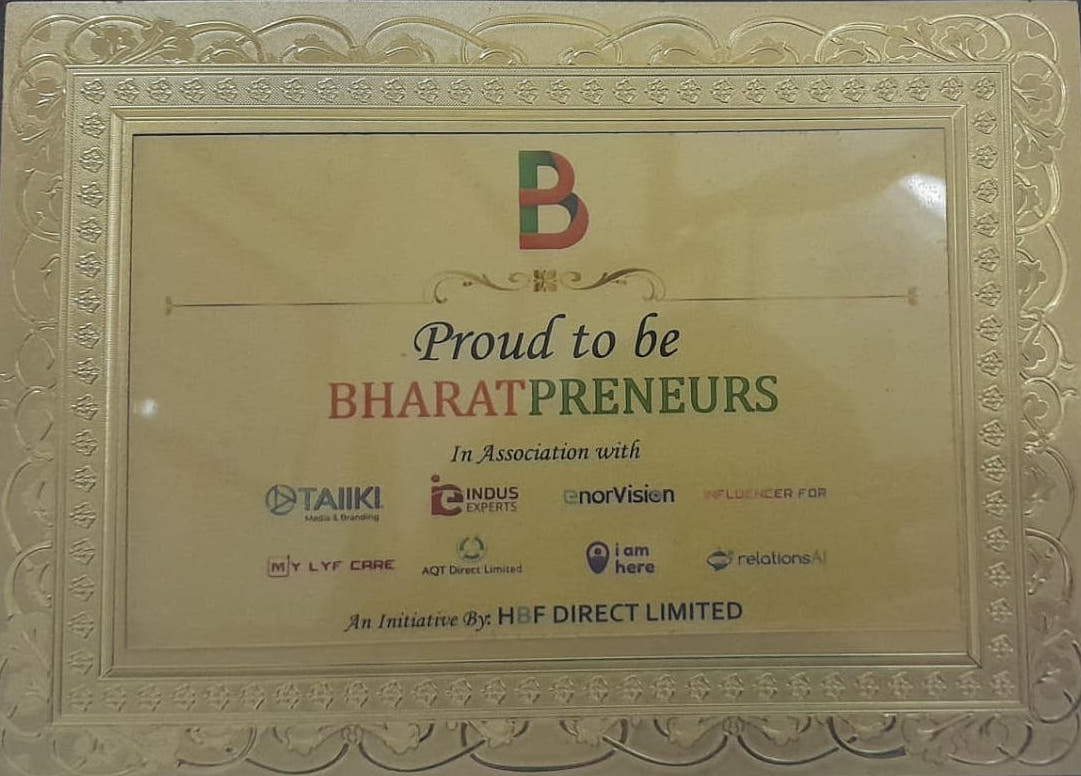 B
Proud to be
BHARATPRENEURS
In Association with
TAIIKI
Media & Branding
ie INDUS
EXPERTS
enorVision
INFLUENCER FOR
MY LYF CARE
AQT Direct Limited
i am
here
relationsAI
An Initiative By: HBF DIRECT LIMITED